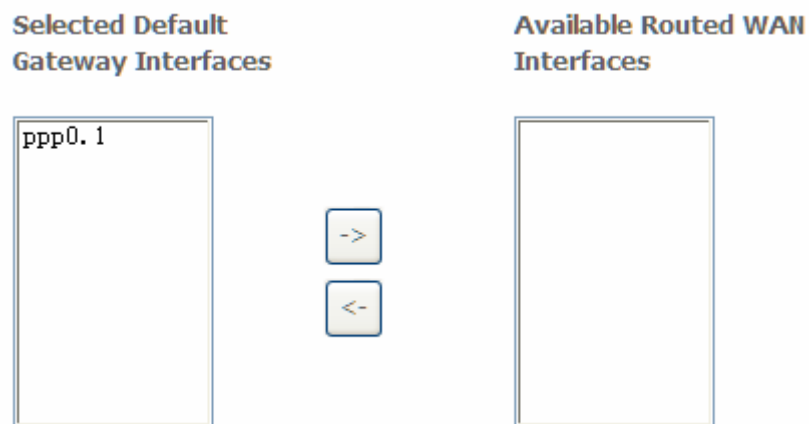 Selected Default
Gateway Interfaces
Available Routed WAN
Interfaces
ppp0.1
->
<-